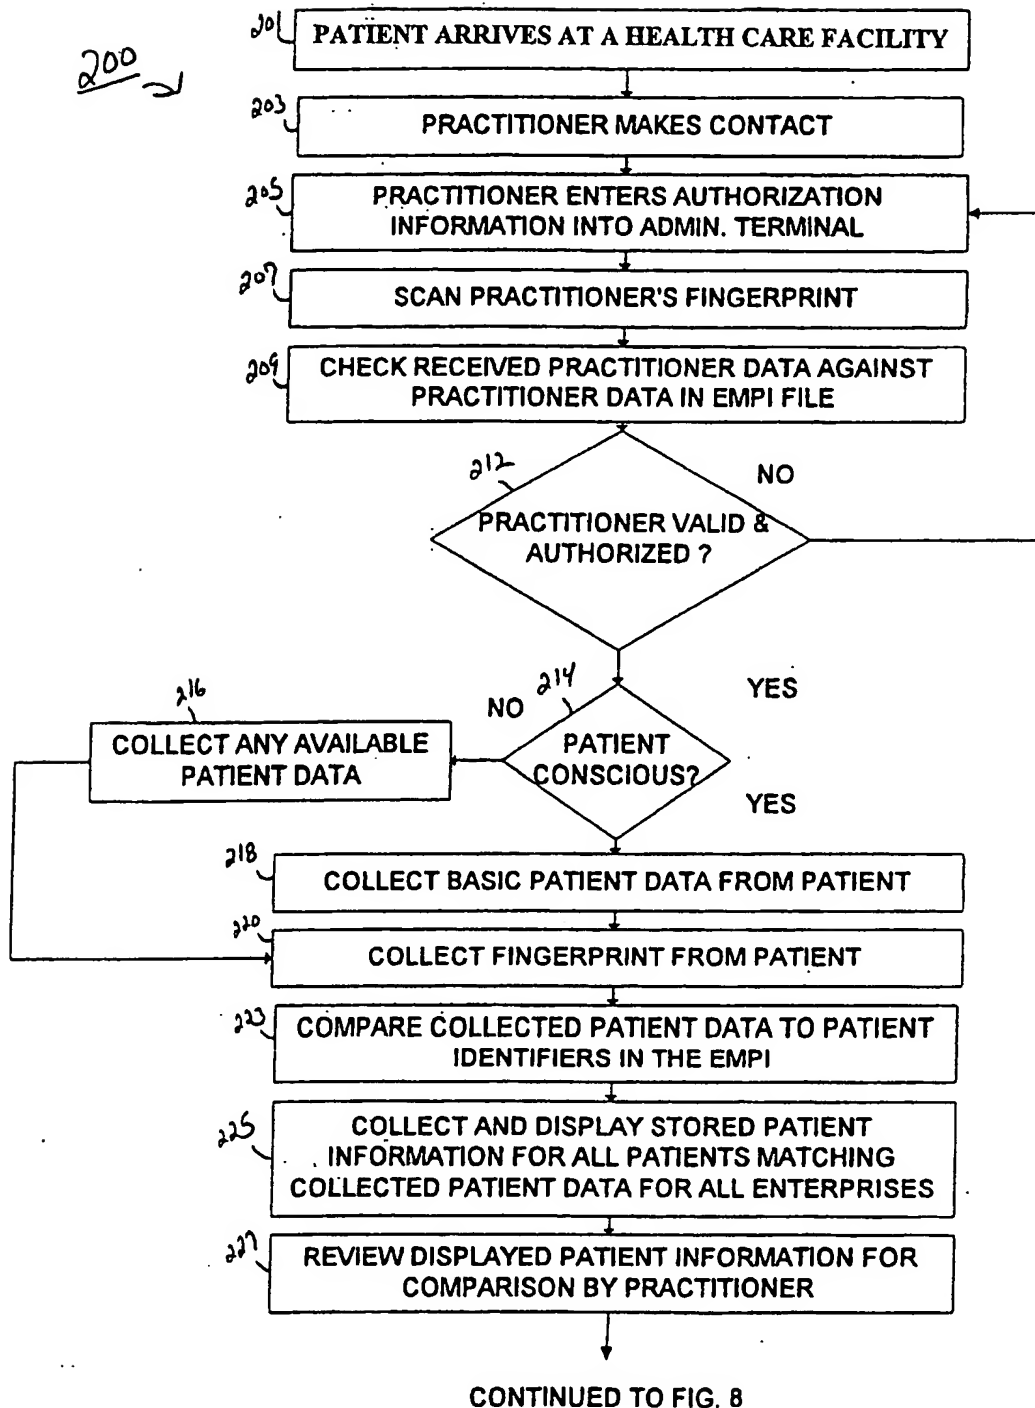 200
201
PATIENT ARRIVES AT A HEALTH CARE FACILITY
203
PRACTITIONER MAKES CONTACT
205
PRACTITIONER ENTERS AUTHORIZATION
INFORMATION INTO ADMIN. TERMINAL
207
SCAN PRACTITIONER'S FINGERPRINT
209
CHECK RECEIVED PRACTITIONER DATA AGAINST
PRACTITIONER DATA IN EMPI FILE
212
NO
PRACTITIONER VALID &
AUTHORIZED ?
YES
214
NO
PATIENT
CONSCIOUS?
YES
216
COLLECT ANY AVAILABLE
PATIENT DATA
218
COLLECT BASIC PATIENT DATA FROM PATIENT
220
COLLECT FINGERPRINT FROM PATIENT
223
COMPARE COLLECTED PATIENT DATA TO PATIENT
IDENTIFIERS IN THE EMPI
225
COLLECT AND DISPLAY STORED PATIENT
INFORMATION FOR ALL PATIENTS MATCHING
COLLECTED PATIENT DATA FOR ALL ENTERPRISES
227
REVIEW DISPLAYED PATIENT INFORMATION FOR
COMPARISON BY PRACTITIONER
CONTINUED TO FIG. 8